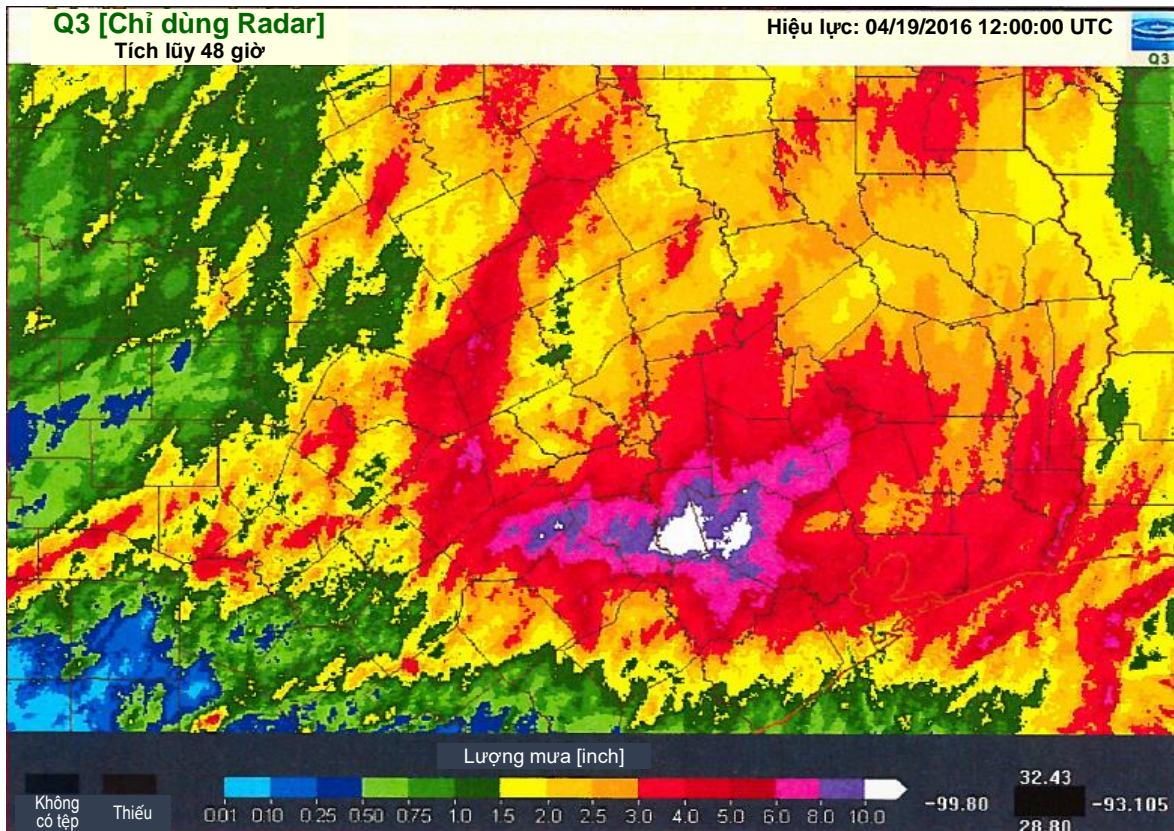 Q3 [Chỉ dùng Radar]
Tích lũy 48 giờ
Hiệu lực: 04/19/2016 12:00:00 UTC
Q3
Lượng mưa [inch]
Không
có tệp
Thiếu
0.01 0.10 0.25 0.50 0.75 1.0 1.5 2.0 2.5 3.0 4.0 5.0 6.0 8.0 10.0
32.43
-99.80 -93.105
28.80